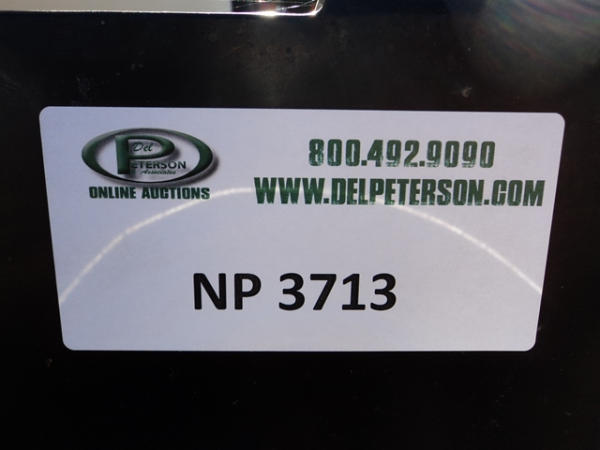 Del
PETERSON
Associates
ONLINE AUCTIONS
800.492.9090
WWW.DELPETERSON.COM
NP 3713